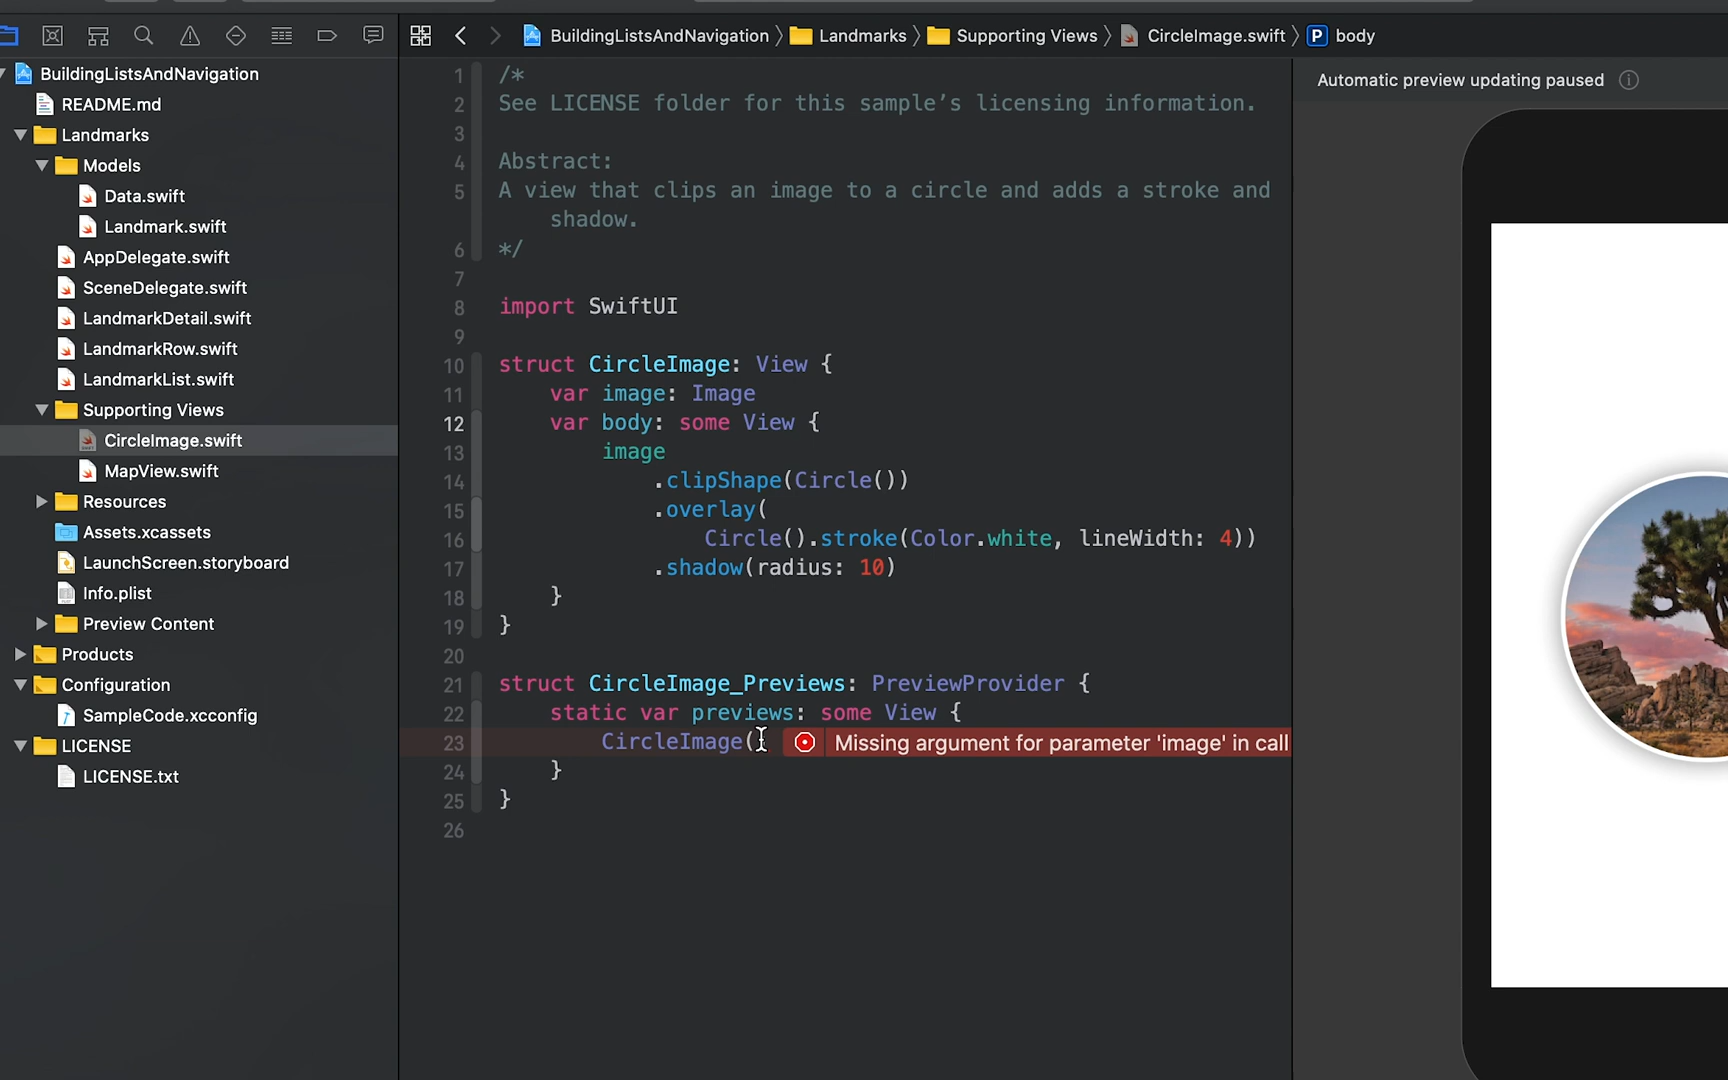 BuildingListsAndNavigation
README.md
Landmarks
Models
Data.swift
Landmark.swift
AppDelegate.swift
SceneDelegate.swift
LandmarkDetail.swift
LandmarkRow.swift
LandmarkList.swift
Supporting Views
CircleImage.swift
MapView.swift
Resources
Assets.xcassets
LaunchScreen.storyboard
Info.plist
Preview Content
Products
Configuration
SampleCode.xcconfig
LICENSE
LICENSE.txt
BuildingListsAndNavigation 〉 Landmarks 〉 Supporting Views 〉 CircleImage.swift 〉 P body
1 /*
2 See LICENSE folder for this sample’s licensing information.
3
4 Abstract:
5 A view that clips an image to a circle and adds a stroke and
shadow.
6 */
7
8 import SwiftUI
9
10 struct CircleImage: View {
11 var image: Image
12 var body: some View {
13 image
14 .clipShape(Circle())
15 .overlay(
16 Circle().stroke(Color.white, lineWidth: 4))
17 .shadow(radius: 10)
18 }
19 }
20
21 struct CircleImage_Previews: PreviewProvider {
22 static var previews: some View {
23 CircleImage( Missing argument for parameter 'image' in call
24 }
25 }
26
Automatic preview updating paused